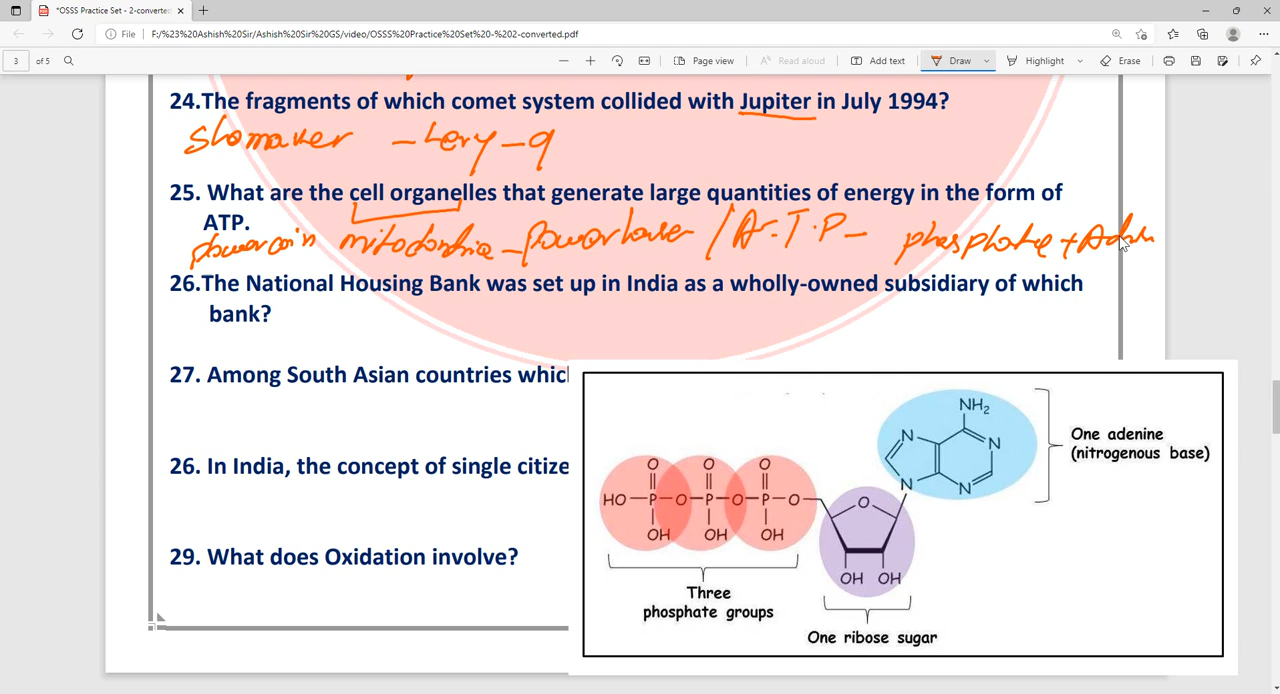 *OSSS Practice Set - 2-converted
File F:/%23%20Ashish%20Sir/Ashish%20Sir%20GS/video/OSSS%20Practice%20Set%20-%202-converted.pdf
3 of 5 Page view Read aloud Add text Draw Highlight Erase
24.The fragments of which comet system collided with Jupiter in July 1994?
Shomaker - Levy - 9
25. What are the cell organelles that generate large quantities of energy in the form of
ATP.
mitochondria - powerhouse / A.T.P - phosphate +
26.The National Housing Bank was set up in India as a wholly-owned subsidiary of which
bank?
27. Among South Asian countries whic
26. In India, the concept of single citize
29. What does Oxidation involve?
NH2
N N
N N
One adenine
(nitrogenous base)
O O O O
HO P O P O P O
OH OH OH
OH OH
Three
phosphate groups
One ribose sugar